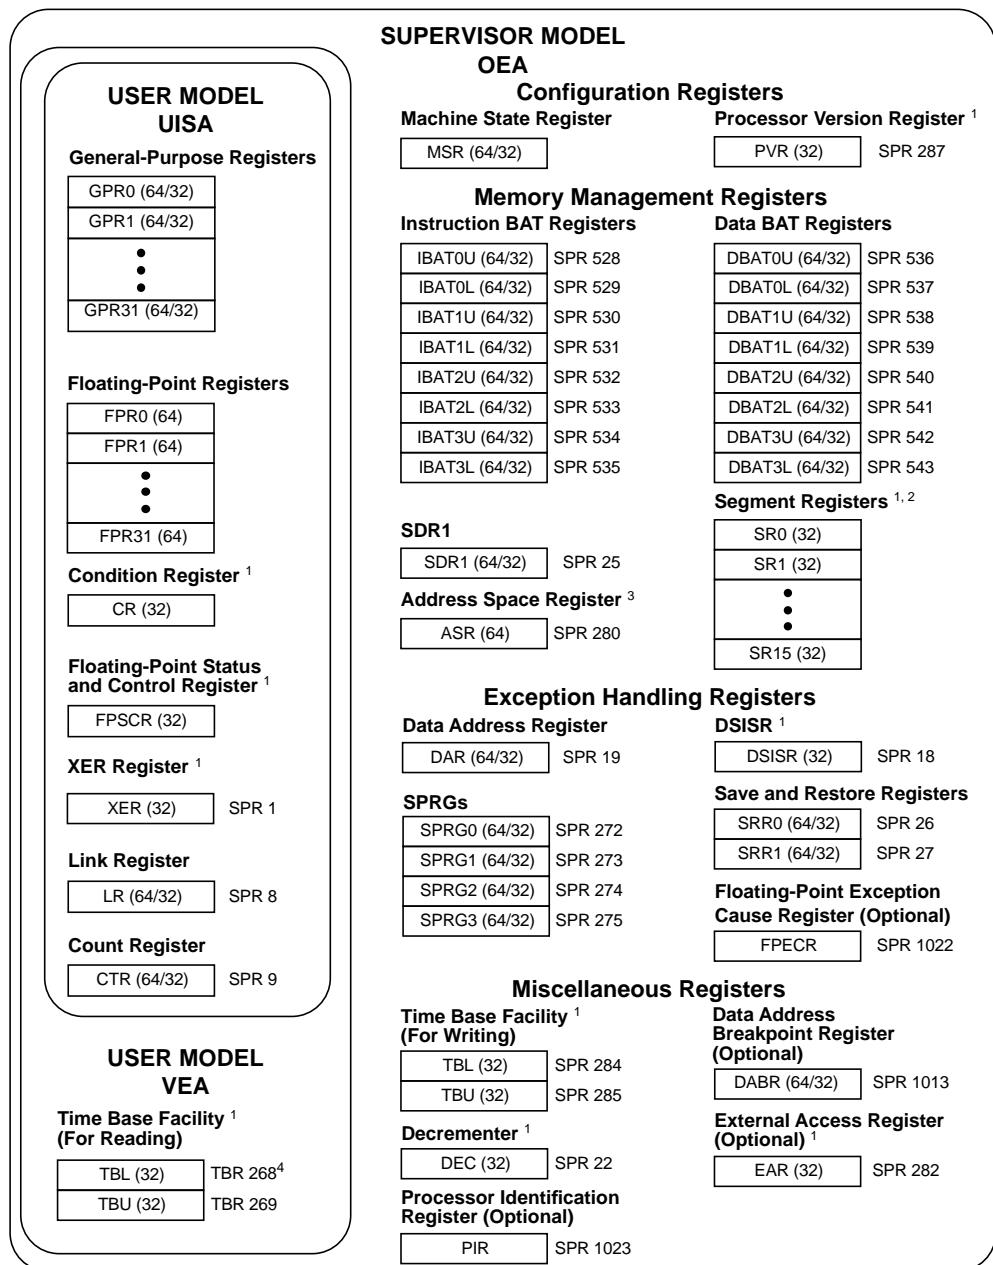 SUPERVISOR MODEL
OEA
USER MODEL
UISA
General-Purpose Registers
GPR0 (64/32)
GPR1 (64/32)
GPR31 (64/32)
Floating-Point Registers
FPR0 (64)
FPR1 (64)
FPR31 (64)
Condition Register 1
CR (32)
Floating-Point Status
and Control Register 1
FPSCR (32)
XER Register 1
XER (32) SPR 1
Link Register
LR (64/32) SPR 8
Count Register
CTR (64/32) SPR 9
USER MODEL
VEA
Time Base Facility 1
(For Reading)
TBL (32) TBR 268 4
TBU (32) TBR 269
Configuration Registers
Machine State Register
MSR (64/32)
Processor Version Register 1
PVR (32) SPR 287
Memory Management Registers
Instruction BAT Registers
IBAT0U (64/32) SPR 528
IBAT0L (64/32) SPR 529
IBAT1U (64/32) SPR 530
IBAT1L (64/32) SPR 531
IBAT2U (64/32) SPR 532
IBAT2L (64/32) SPR 533
IBAT3U (64/32) SPR 534
IBAT3L (64/32) SPR 535
Data BAT Registers
DBAT0U (64/32) SPR 536
DBAT0L (64/32) SPR 537
DBAT1U (64/32) SPR 538
DBAT1L (64/32) SPR 539
DBAT2U (64/32) SPR 540
DBAT2L (64/32) SPR 541
DBAT3U (64/32) SPR 542
DBAT3L (64/32) SPR 543
SDR1
SDR1 (64/32) SPR 25
Address Space Register 3
ASR (64) SPR 280
Segment Registers 1, 2
SR0 (32)
SR1 (32)
SR15 (32)
Exception Handling Registers
Data Address Register
DAR (64/32) SPR 19
SPRGs
SPRG0 (64/32) SPR 272
SPRG1 (64/32) SPR 273
SPRG2 (64/32) SPR 274
SPRG3 (64/32) SPR 275
DSISR 1
DSISR (32) SPR 18
Save and Restore Registers
SRR0 (64/32) SPR 26
SRR1 (64/32) SPR 27
Floating-Point Exception
Cause Register (Optional)
FPECR SPR 1022
Miscellaneous Registers
Time Base Facility 1
(For Writing)
TBL (32) SPR 284
TBU (32) SPR 285
Decrementer 1
DEC (32) SPR 22
Processor Identification
Register (Optional)
PIR SPR 1023
Data Address
Breakpoint Register
(Optional)
DABR (64/32) SPR 1013
External Access Register
(Optional) 1
EAR (32) SPR 282